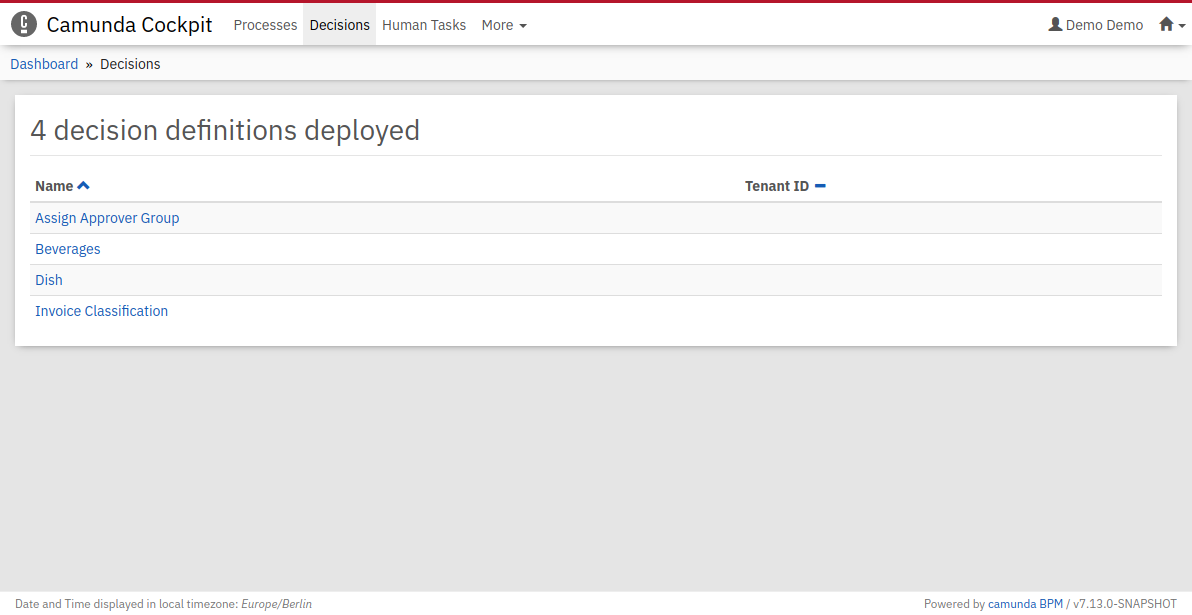 Camunda Cockpit Processes Decisions Human Tasks More Demo Demo
Dashboard » Decisions
4 decision definitions deployed
Name Tenant ID
Assign Approver Group
Beverages
Dish
Invoice Classification
Date and Time displayed in local timezone: Europe/Berlin Powered by camunda BPM / v7.13.0-SNAPSHOT